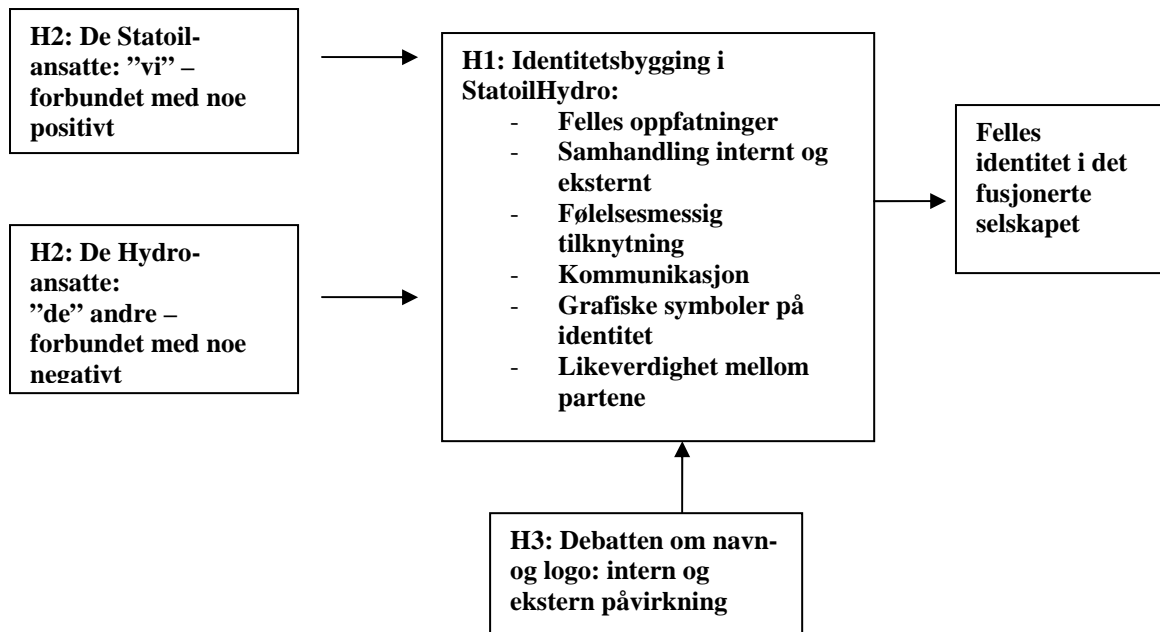 H2: De Statoil-
ansatte: ”vi” –
forbundet med noe
positivt
H2: De Hydro-
ansatte:
”de” andre –
forbundet med noe
negativt
H1: Identitetsbygging i
StatoilHydro:
- Felles oppfatninger
- Samhandling internt og
eksternt
- Følelsesmessig
tilknytning
- Kommunikasjon
- Grafiske symboler på
identitet
- Likeverdighet mellom
partene
Felles
identitet i det
fusjonerte
selskapet
H3: Debatten om navn-
og logo: intern og
ekstern påvirkning